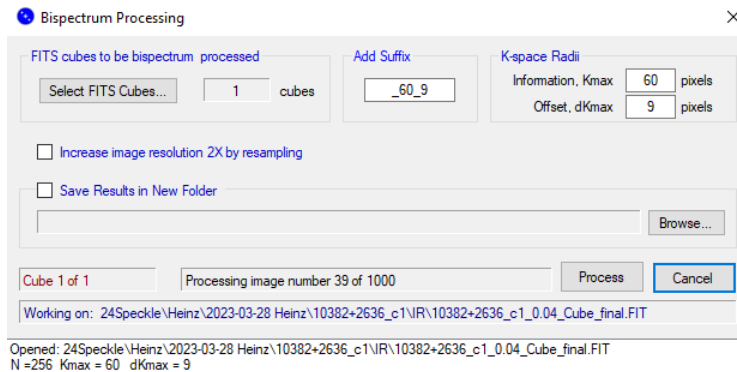 Bispectrum Processing
FITS cubes to be bispectrum processed
Select FITS Cubes...
1
cubes
Add Suffix
_60_9
K-space Radii
Information, Kmax 60 pixels
Offset, dKmax 9 pixels
Increase image resolution 2X by resampling
Save Results in New Folder
Browse...
Cube 1 of 1
Processing image number 39 of 1000
Process
Cancel
Working on: 24Speckle\Heinz\2023-03-28 Heinz\10382+2636_c1\IR\10382+2636_c1_0.04_Cube_final.FIT
Opened: 24Speckle\Heinz\2023-03-28 Heinz\10382+2636_c1\IR\10382+2636_c1_0.04_Cube_final.FIT
N =256 Kmax = 60 dKmax = 9